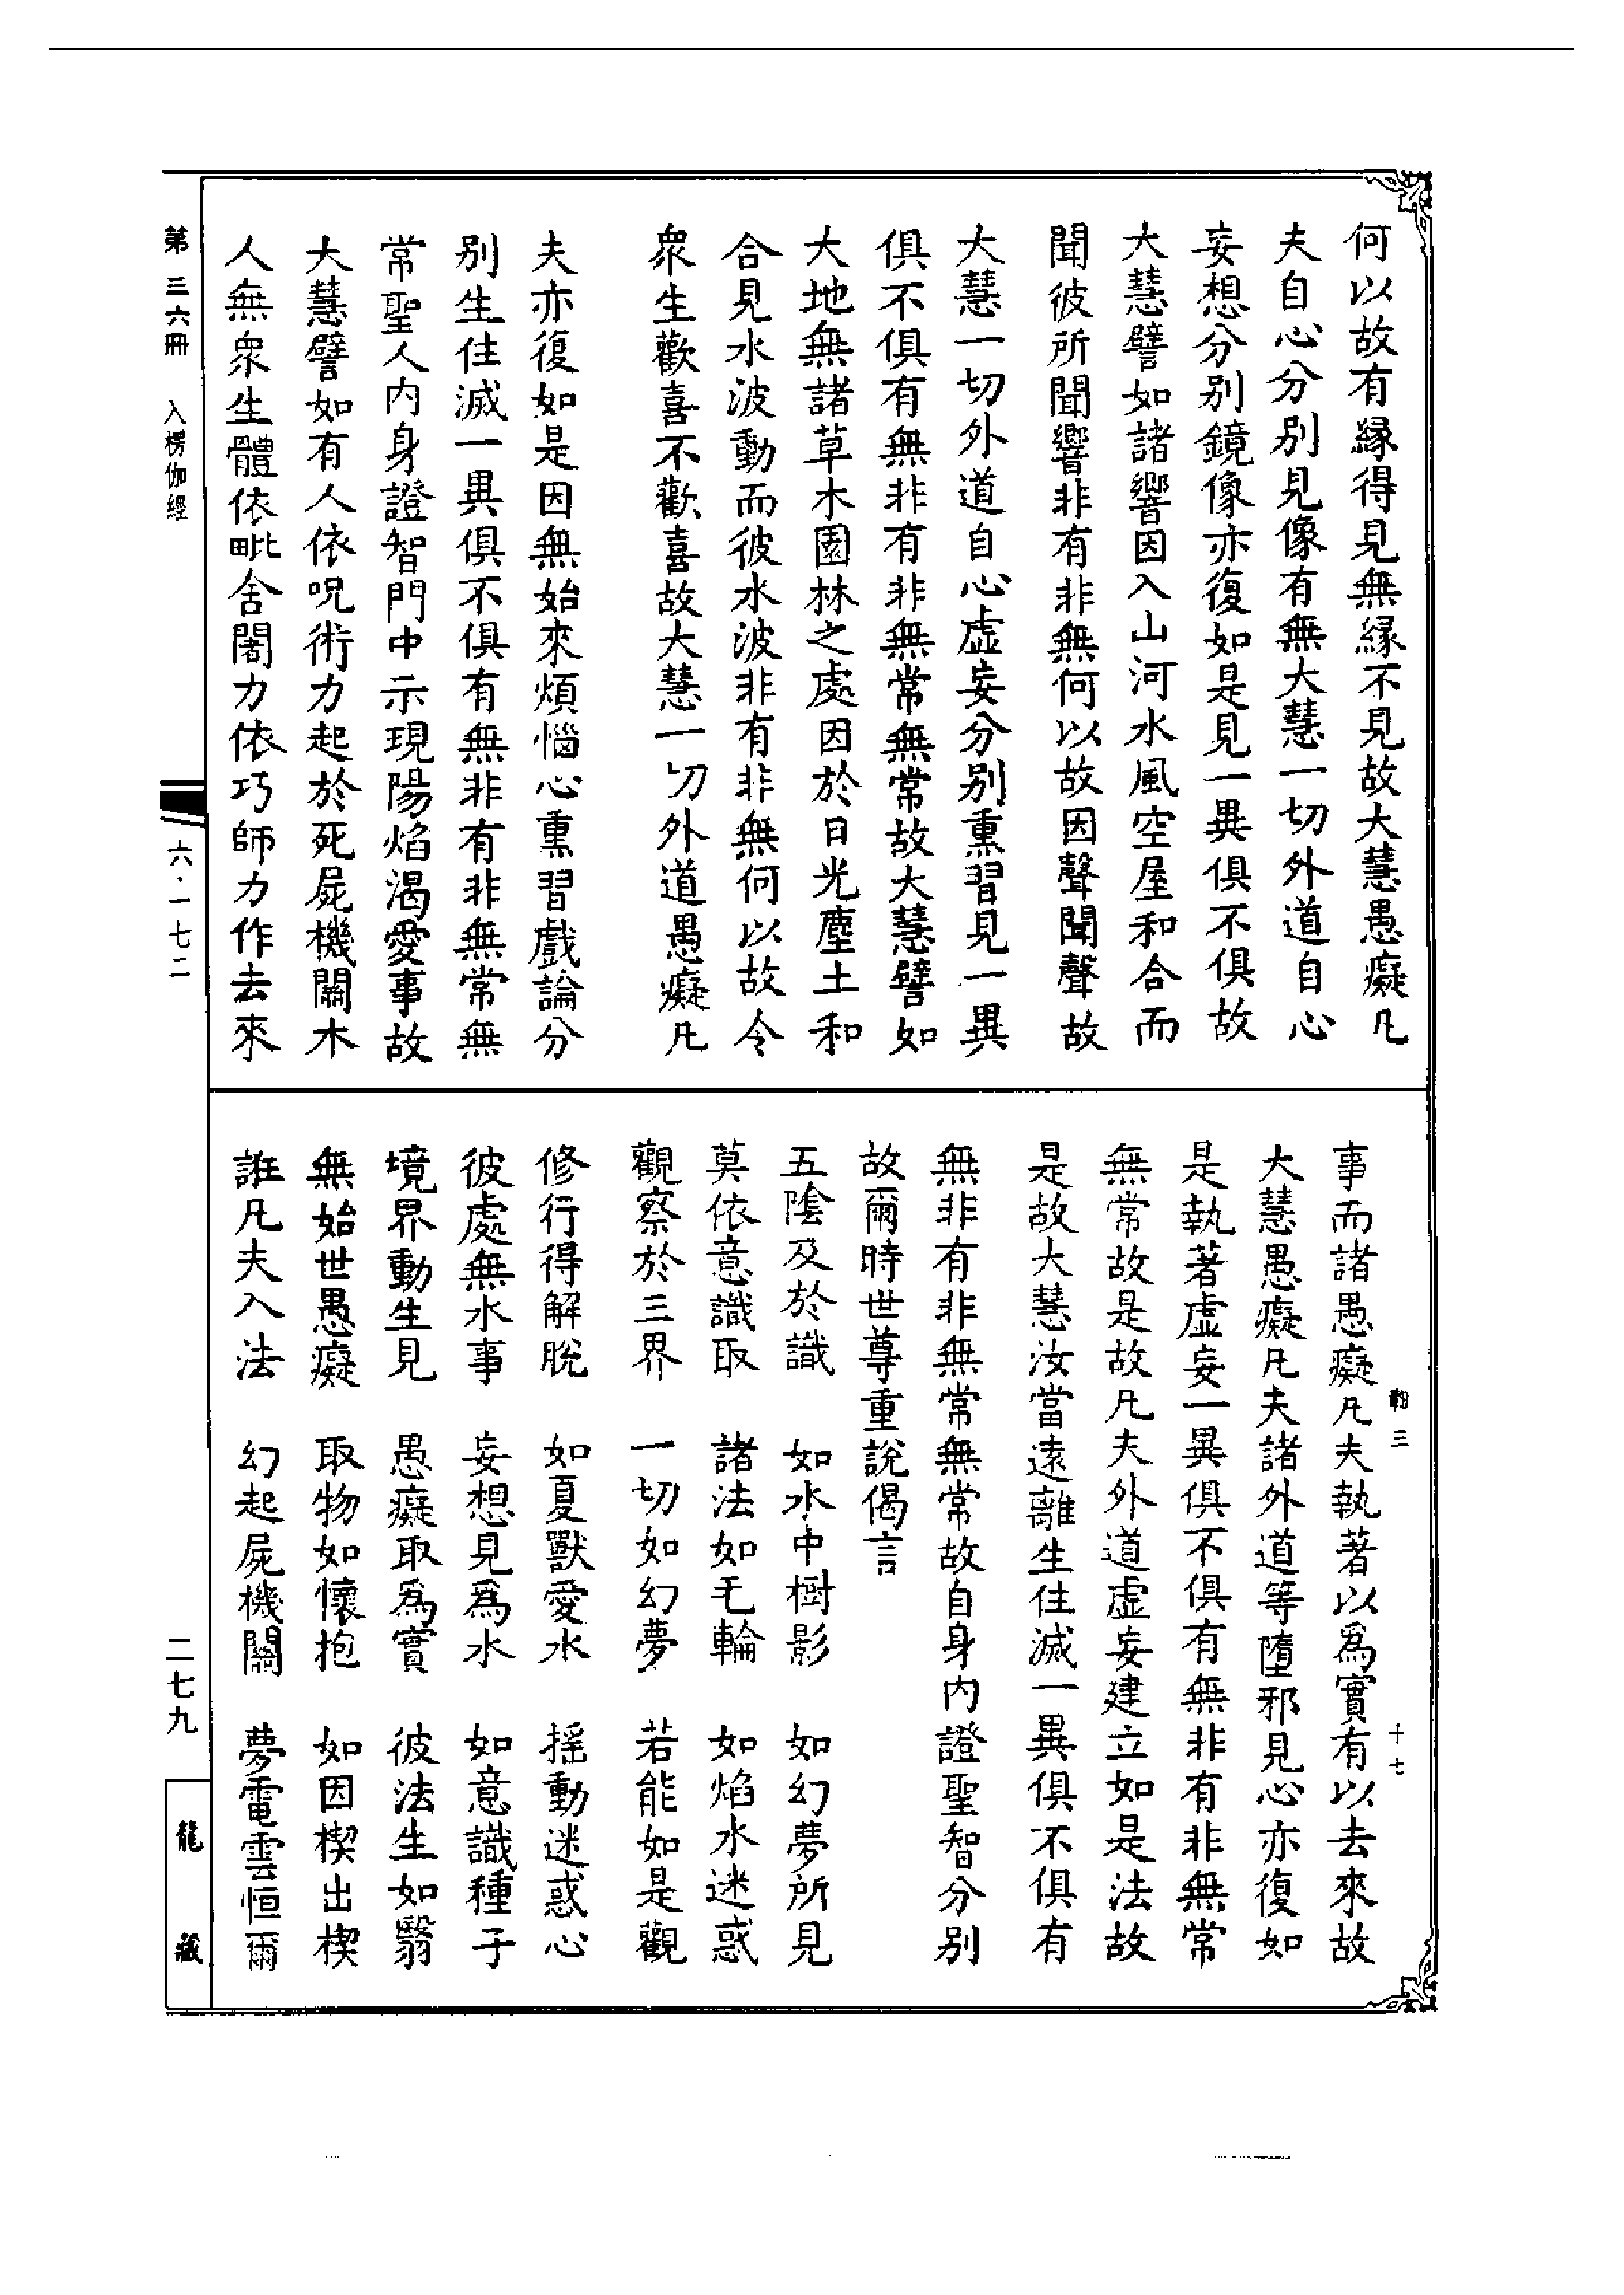 何以故有緣得見無緣不見故大慧愚癡凡
夫自心分別見像有無大慧一切外道自心
妄想分別鏡像亦復如是見一異俱不俱故
大慧譬如諸響因入山河水風空屋和合而
聞彼所聞響非有非無何以故因聲聞聲故
大慧一切外道自心虛妄分別熏習見一異
俱不俱有無非有非無常無常故大慧譬如
大地無諸草木園林之處因於日光塵土和
合見水波動而彼水波非有非無何以故令
眾生歡喜不歡喜故大慧一切外道愚癡凡
夫亦復如是因無始來煩惱心熏習戲論分
別生住滅一異俱不俱有無非有非無常無
常聖人內身證智門中示現陽焰渴愛事故
大慧譬如有人依呪術力起於死屍機關木
人無眾生體依毗舍闍力依巧師力作去來
事而諸愚癡凡夫執著以為實有以去來故
大慧愚癡凡夫諸外道等墮邪見心亦復如
是執著虛妄一異俱不俱有無非有非無常
無常故是故凡夫外道虛妄建立如是法故
是故大慧汝當遠離生住滅一異俱不俱有
無非有非無常無常故自身內證聖智分別
故爾時世尊重說偈言
五陰及於識　如水中樹影　如幻夢所見
莫依意識取　諸法如毛輪　如焰水迷惑
觀察於三界　一切如幻夢　若能如是觀
修行得解脫　如夏獸愛水　搖動迷惑心
彼處無水事　妄想見為水　如意識種子
境界動生見　愚癡取為實　彼法生如翳
無始世愚癡　取物如懷抱　如因楔出楔
誑凡夫入法　幻起屍機關　夢電雲恒爾
三
十七
第三六冊　入楞伽經
六·一七二
二七九
龍藏